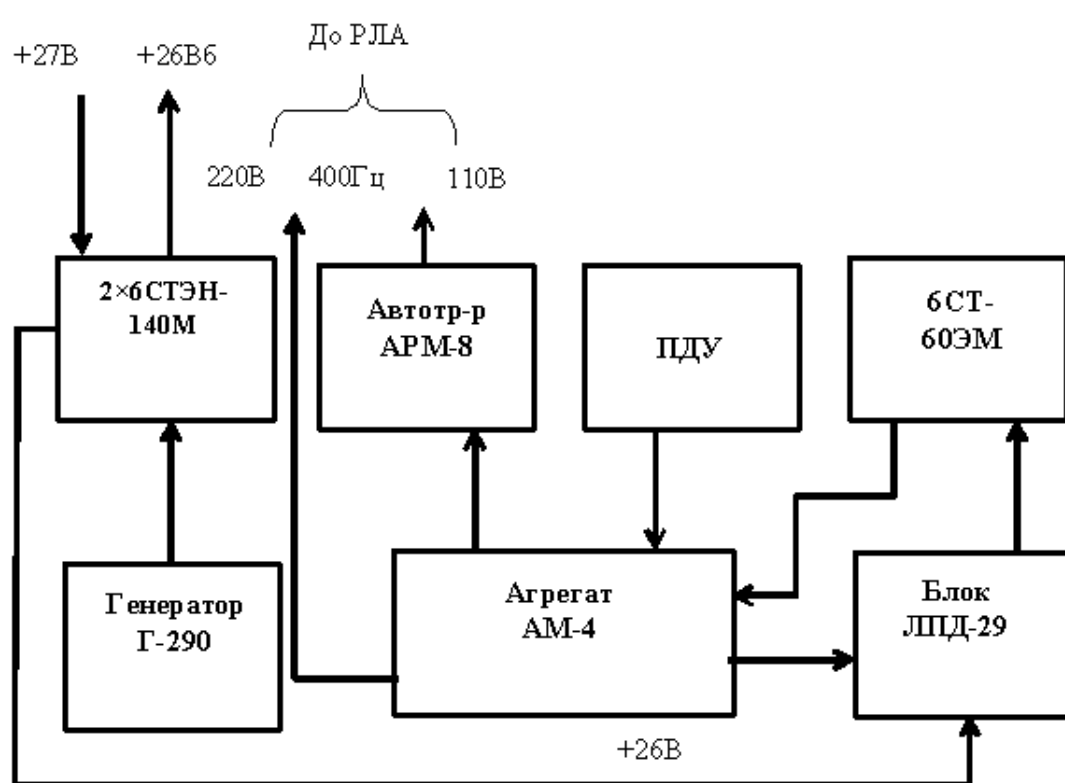 До РЛА
+27В
+26Вб
220В
400Гц
110В
2×6СТЭН-
140М
Автотр-р
АРМ-8
ПДУ
6СТ-
60ЭМ
Генератор
Г-290
Агрегат
АМ-4
Блок
ЛПД-29
+26В